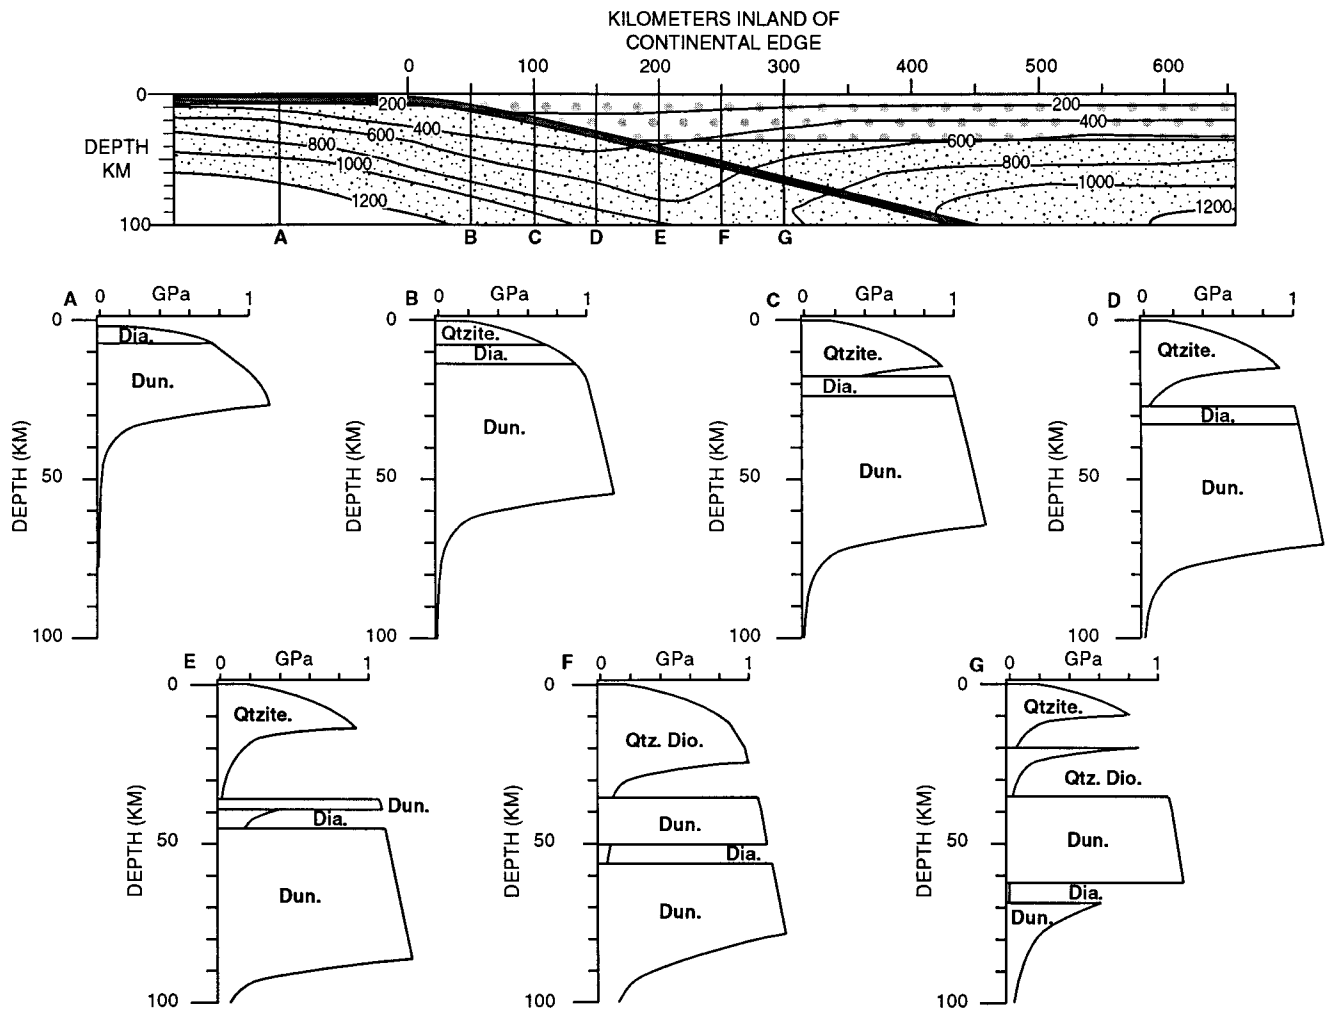 KILOMETERS INLAND OF
CONTINENTAL EDGE
0 100 200 300 400 500 600
0
DEPTH
KM
100
200
400
600
800
1000
1200
200
400
600
800
1000
1200
A B C D E F G
A 0 GPa 1
0
Dia.
Dun.
50
100
DEPTH (KM)
B 0 GPa 1
0
Qtzite.
Dia.
Dun.
50
100
DEPTH (KM)
C 0 GPa 1
0
Qtzite.
Dia.
Dun.
50
100
DEPTH (KM)
D 0 GPa 1
0
Qtzite.
Dia.
Dun.
50
100
DEPTH (KM)
E 0 GPa 1
0
Qtzite.
Dun.
Dia.
50
Dun.
100
DEPTH (KM)
F 0 GPa 1
0
Qtz. Dio.
Dun.
50
Dia.
Dun.
100
DEPTH (KM)
G 0 GPa 1
0
Qtzite.
Qtz. Dio.
Dun.
50
Dia.
Dun.
100
DEPTH (KM)